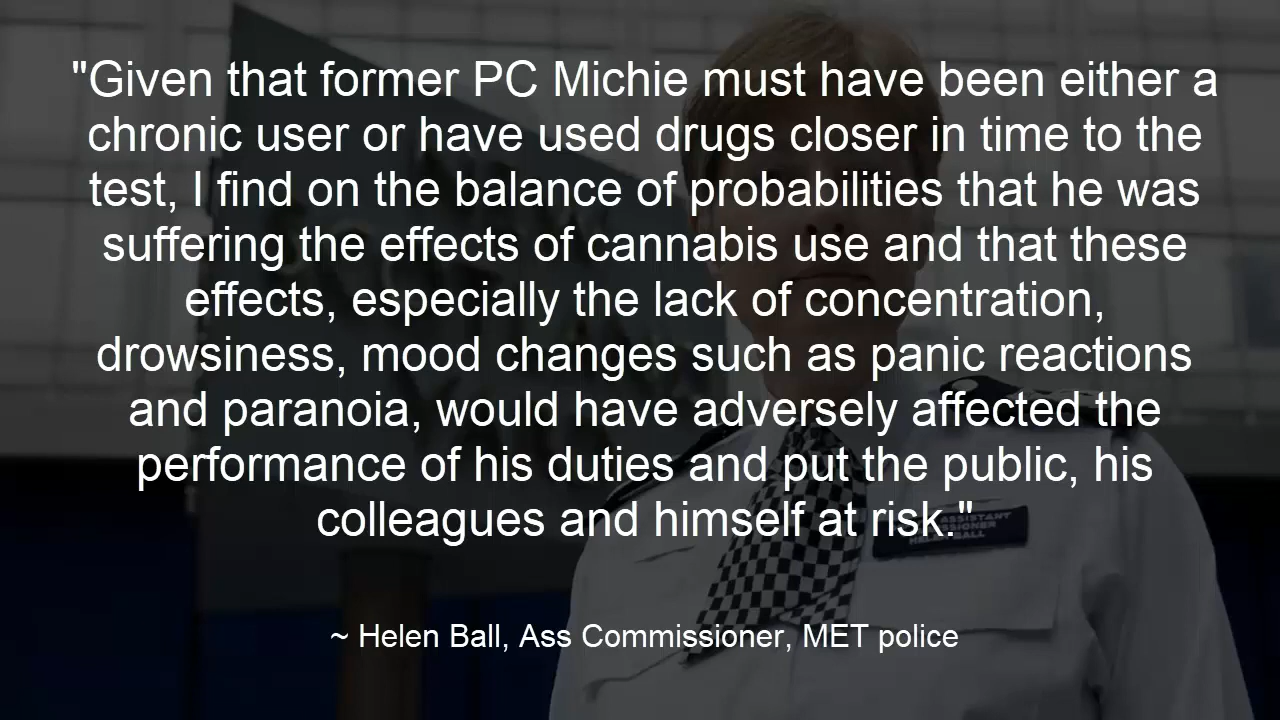 "Given that former PC Michie must have been either a
chronic user or have used drugs closer in time to the
test, I find on the balance of probabilities that he was
suffering the effects of cannabis use and that these
effects, especially the lack of concentration,
drowsiness, mood changes such as panic reactions
and paranoia, would have adversely affected the
performance of his duties and put the public, his
colleagues and himself at risk."
ASSISTANT
SSIONER
HELEN BALL
~ Helen Ball, Ass Commissioner, MET police